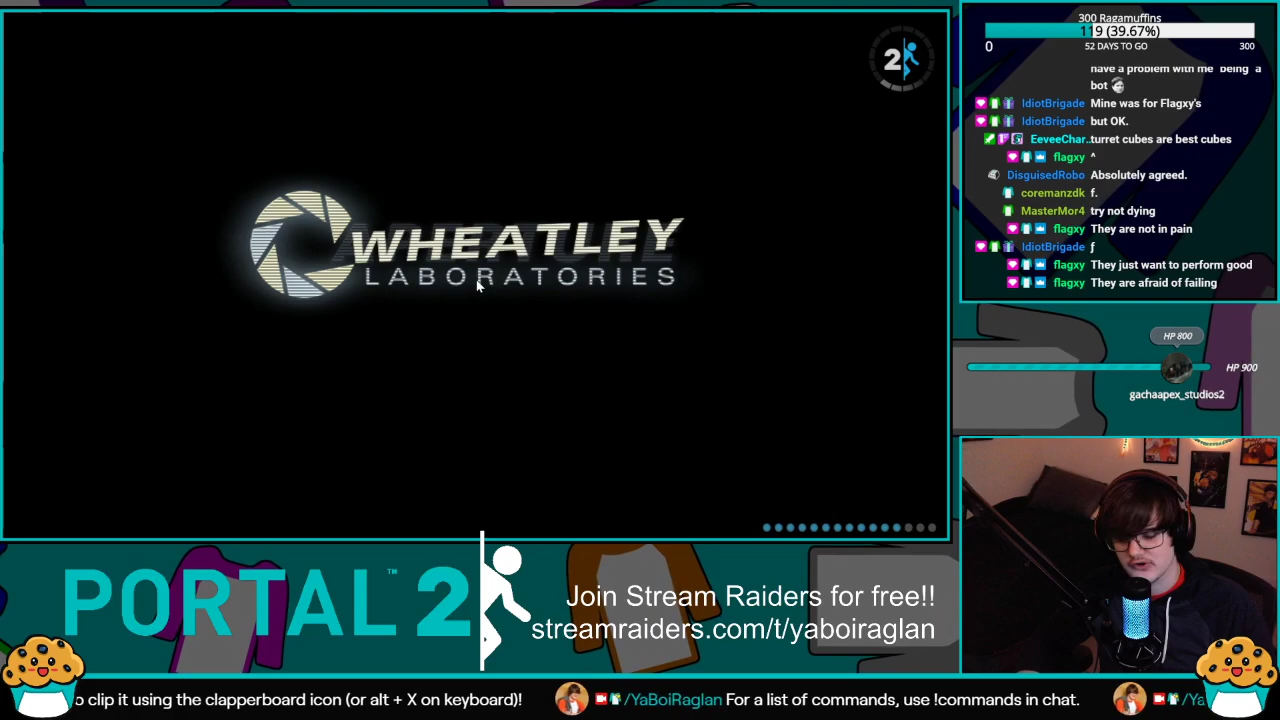 2
WHEATLEY
LABORATORIES
PORTAL™ 2
Join Stream Raiders for free!!
streamraiders.com/t/yaboiraglan
300 Ragamuffins
119 (39.67%)
0 52 DAYS TO GO 300
have a problem with me "being" a
bot
IdiotBrigade Mine was for Flagxy's
IdiotBrigade but OK.
EeveeChar.. turret cubes are best cubes
flagxy ^
DisguisedRobo Absolutely agreed.
coremanzdk f.
MasterMor4 try not dying
flagxy They are not in pain
IdiotBrigade ƒ
flagxy They just want to perform good
flagxy They are afraid of failing
HP 800
HP 900
gachaapex_studios2
o clip it using the clapperboard icon (or alt + X on keyboard)! /YaBoiRaglan For a list of commands, use !commands in chat. /Ya